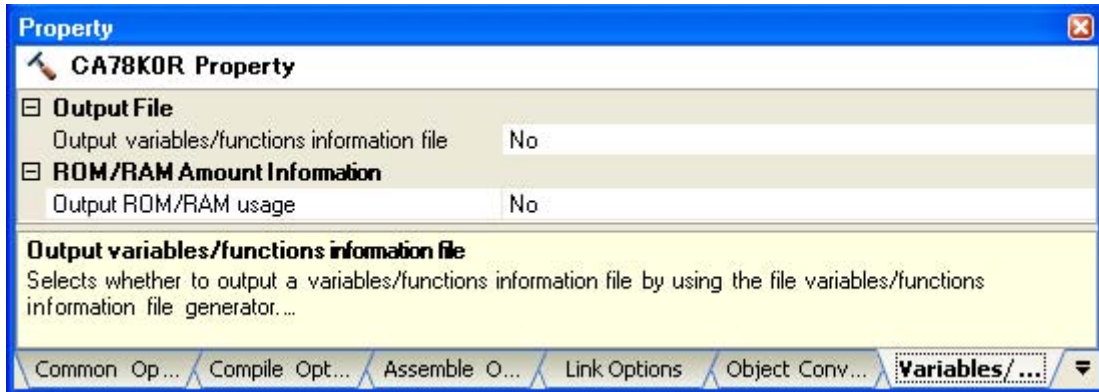 Property
CA78K0R Property
Output File
Output variables/functions information file No
ROM/RAM Amount Information
Output ROM/RAM usage No
Output variables/functions information file
Selects whether to output a variables/functions information file by using the file variables/functions
information file generator....
Common Op... Compile Opt... Assemble O... Link Options Object Conv... Variables/ ...